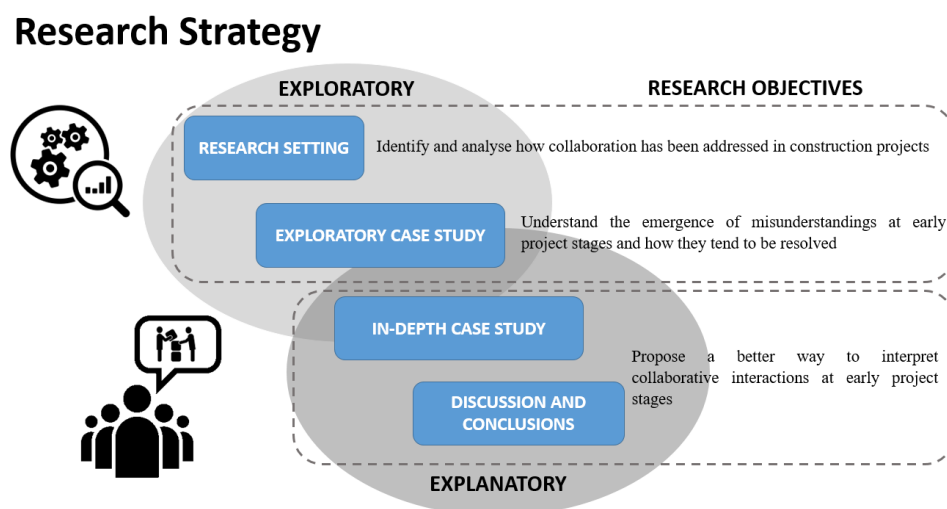 Research Strategy
EXPLORATORY
RESEARCH OBJECTIVES
RESEARCH SETTING
Identify and analyse how collaboration has been addressed in construction projects
EXPLORATORY CASE STUDY
Understand the emergence of misunderstandings at early
project stages and how they tend to be resolved
IN-DEPTH CASE STUDY
Propose a better way to interpret
collaborative interactions at early project
stages
DISCUSSION AND
CONCLUSIONS
EXPLANATORY